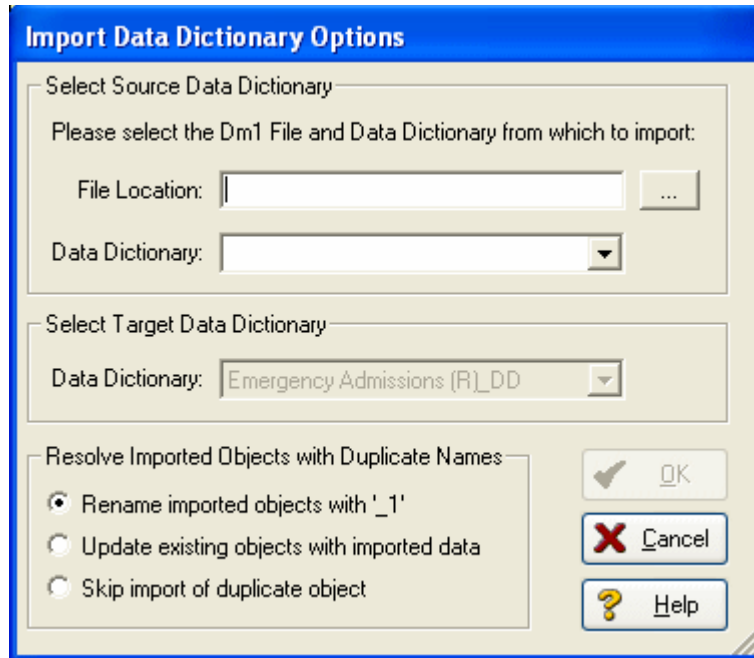 Import Data Dictionary Options
Select Source Data Dictionary
Please select the Dm1 File and Data Dictionary from which to import:
File Location:
...
Data Dictionary:
Select Target Data Dictionary
Data Dictionary: Emergency Admissions (R)_DD
Resolve Imported Objects with Duplicate Names
Rename imported objects with '_1'
Update existing objects with imported data
Skip import of duplicate object
OK
Cancel
Help